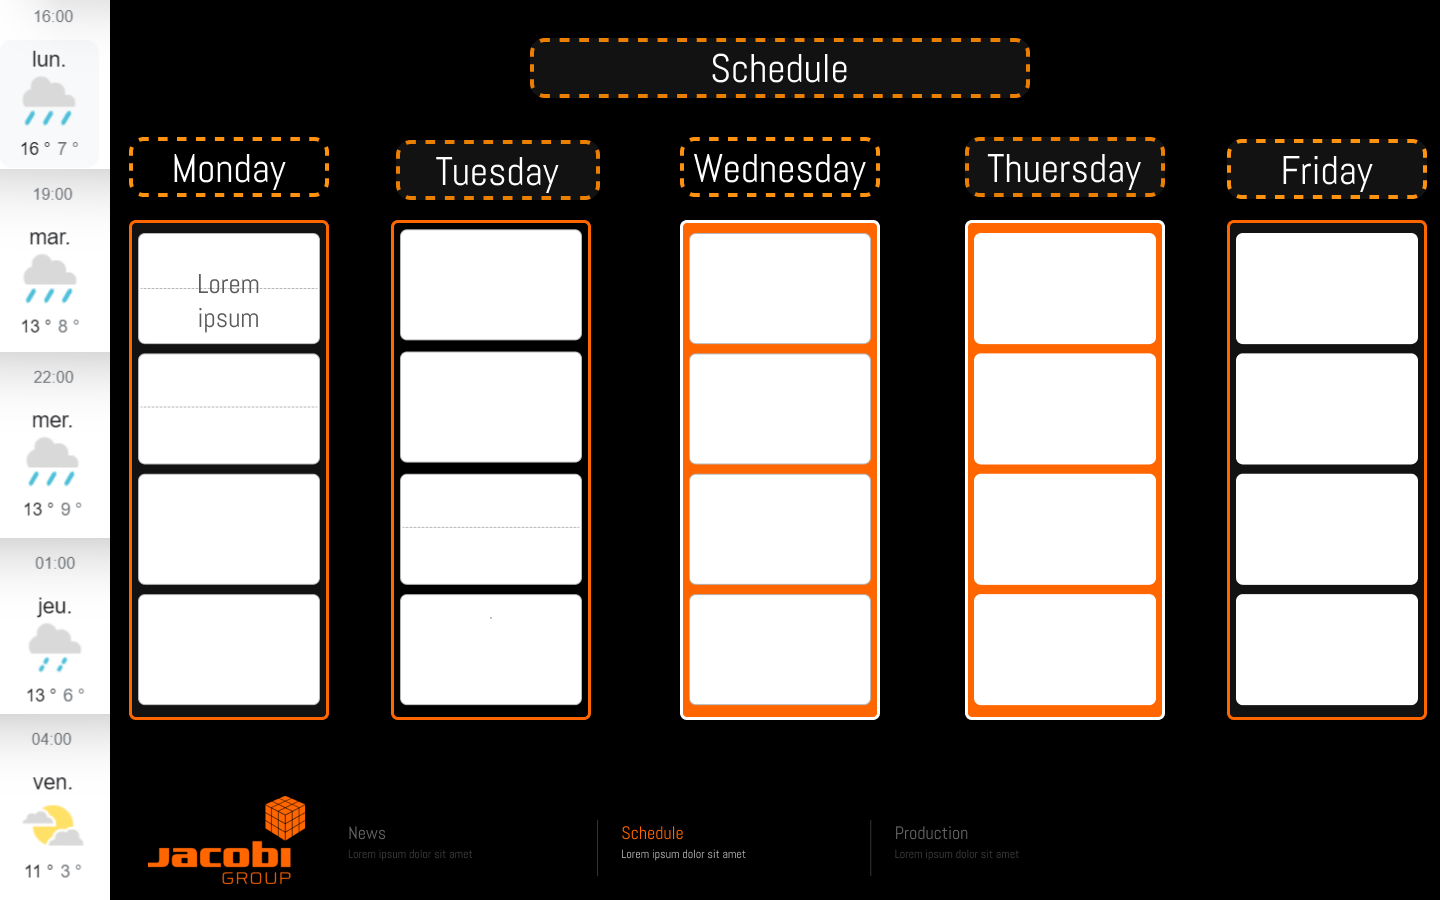 16:00
lun.
16 ° 7 °
19:00
mar.
13 ° 8 °
22:00
mer.
13 ° 9 °
01:00
jeu.
13 ° 6 °
04:00
ven.
11 ° 3 °
Schedule
Monday
Tuesday
Wednesday
Thuersday
Friday
Lorem
ipsum
Jacobi
GROUP
News
Lorem ipsum dolor sit amet
Schedule
Lorem ipsum dolor sit amet
Production
Lorem ipsum dolor sit amet